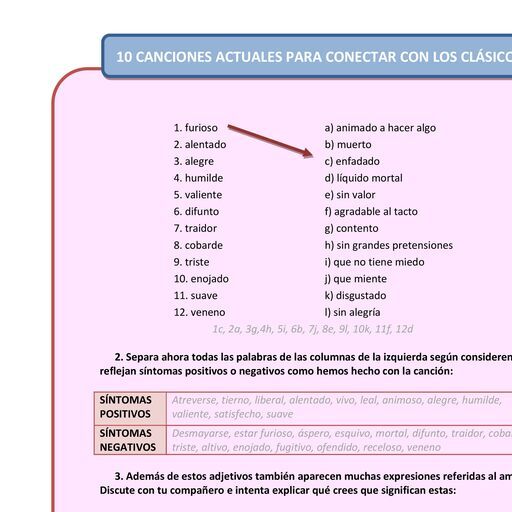 10 CANCIONES ACTUALES PARA CONECTAR CON LOS CLÁSICO
1. furioso a) animado a hacer algo
2. alentado b) muerto
3. alegre c) enfadado
4. humilde d) líquido mortal
5. valiente e) sin valor
6. difunto f) agradable al tacto
7. traidor g) contento
8. cobarde h) sin grandes pretensiones
9. triste i) que no tiene miedo
10. enojado j) que miente
11. suave k) disgustado
12. veneno l) sin alegría
1c, 2a, 3g,4h, 5i, 6b, 7j, 8e, 9l, 10k, 11f, 12d
2. Separa ahora todas las palabras de las columnas de la izquierda según consideren
reflejan síntomas positivos o negativos como hemos hecho con la canción:
SÍNTOMAS POSITIVOS
Atreverse, tierno, liberal, alentado, vivo, leal, animoso, alegre, humilde,
valiente, satisfecho, suave
SÍNTOMAS NEGATIVOS
Desmayarse, estar furioso, áspero, esquivo, mortal, difunto, traidor, coba
triste, altivo, enojado, fugitivo, ofendido, receloso, veneno
3. Además de estos adjetivos también aparecen muchas expresiones referidas al am
Discute con tu compañero e intenta explicar qué crees que significan estas: